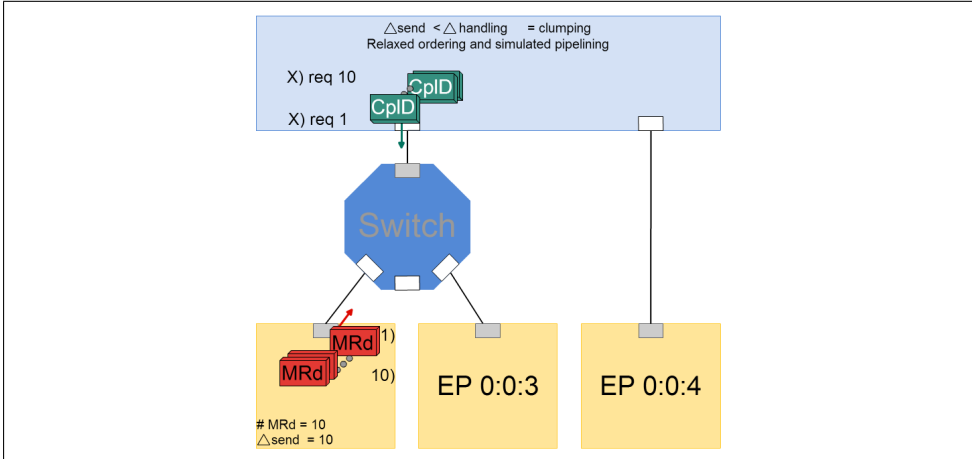 △send < △ handling = clumping
Relaxed ordering and simulated pipelining
X) req 10
CplD
CplD
X) req 1
Switch
MRd
1)
MRd
10)
EP 0:0:3
EP 0:0:4
# MRd = 10
△send = 10